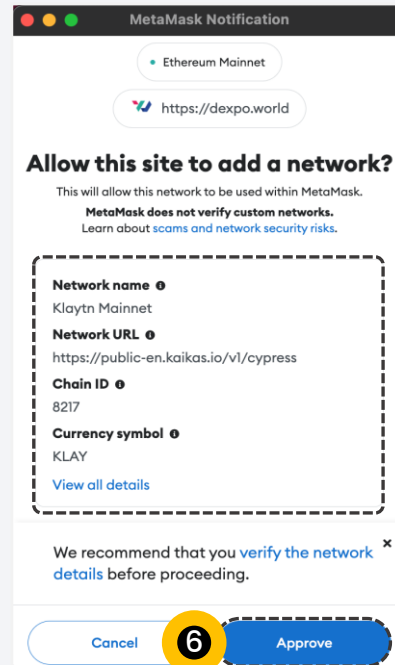 MetaMask Notification
Ethereum Mainnet
https://dexpo.world
Allow this site to add a network?
This will allow this network to be used within MetaMask.
MetaMask does not verify custom networks.
Learn about scams and network security risks.
Network name
Klaytn Mainnet
Network URL
https://public-en.kaikas.io/v1/cypress
Chain ID
8217
Currency symbol
KLAY
View all details
We recommend that you verify the network
details before proceeding.
Cancel 6 Approve